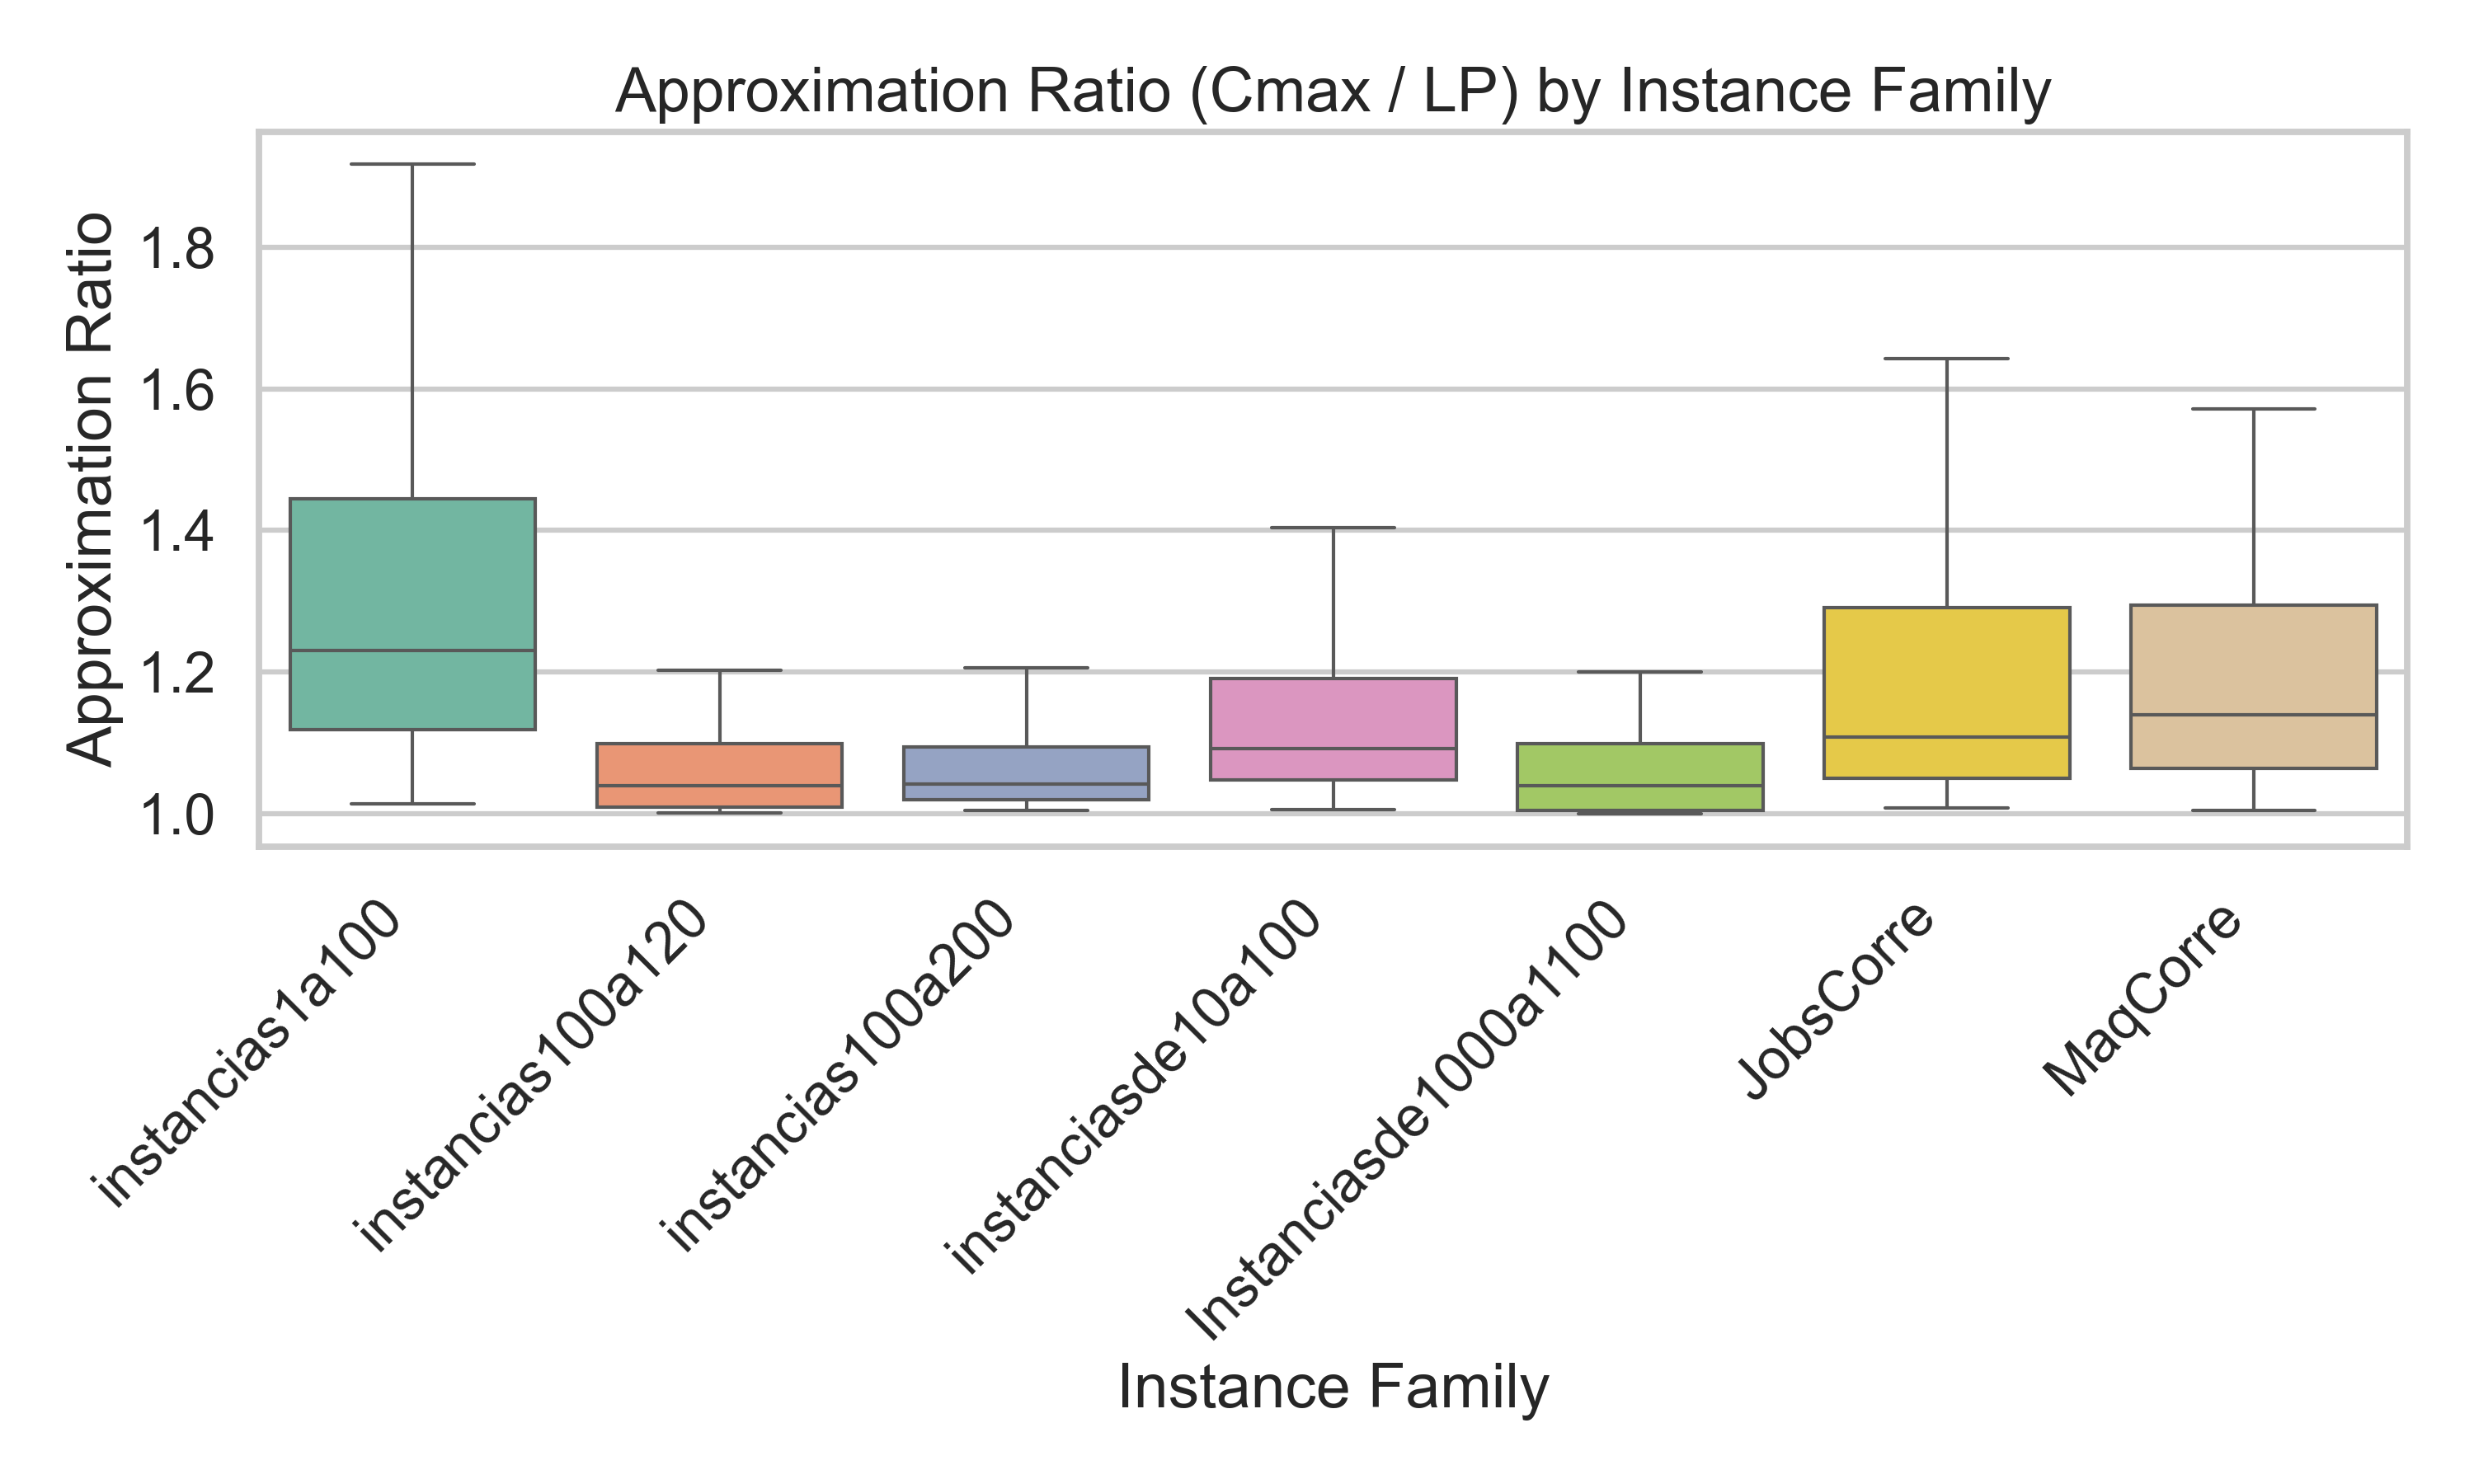 Approximation Ratio (Cmax / LP) by Instance Family
Approximation Ratio
1.8
1.6
1.4
1.2
1.0
instancias1a100
instancias100a120
instancias100a200
instanciasde10a100
Instanciasde1000a1100
JobsCorre
MaqCorre
Instance Family